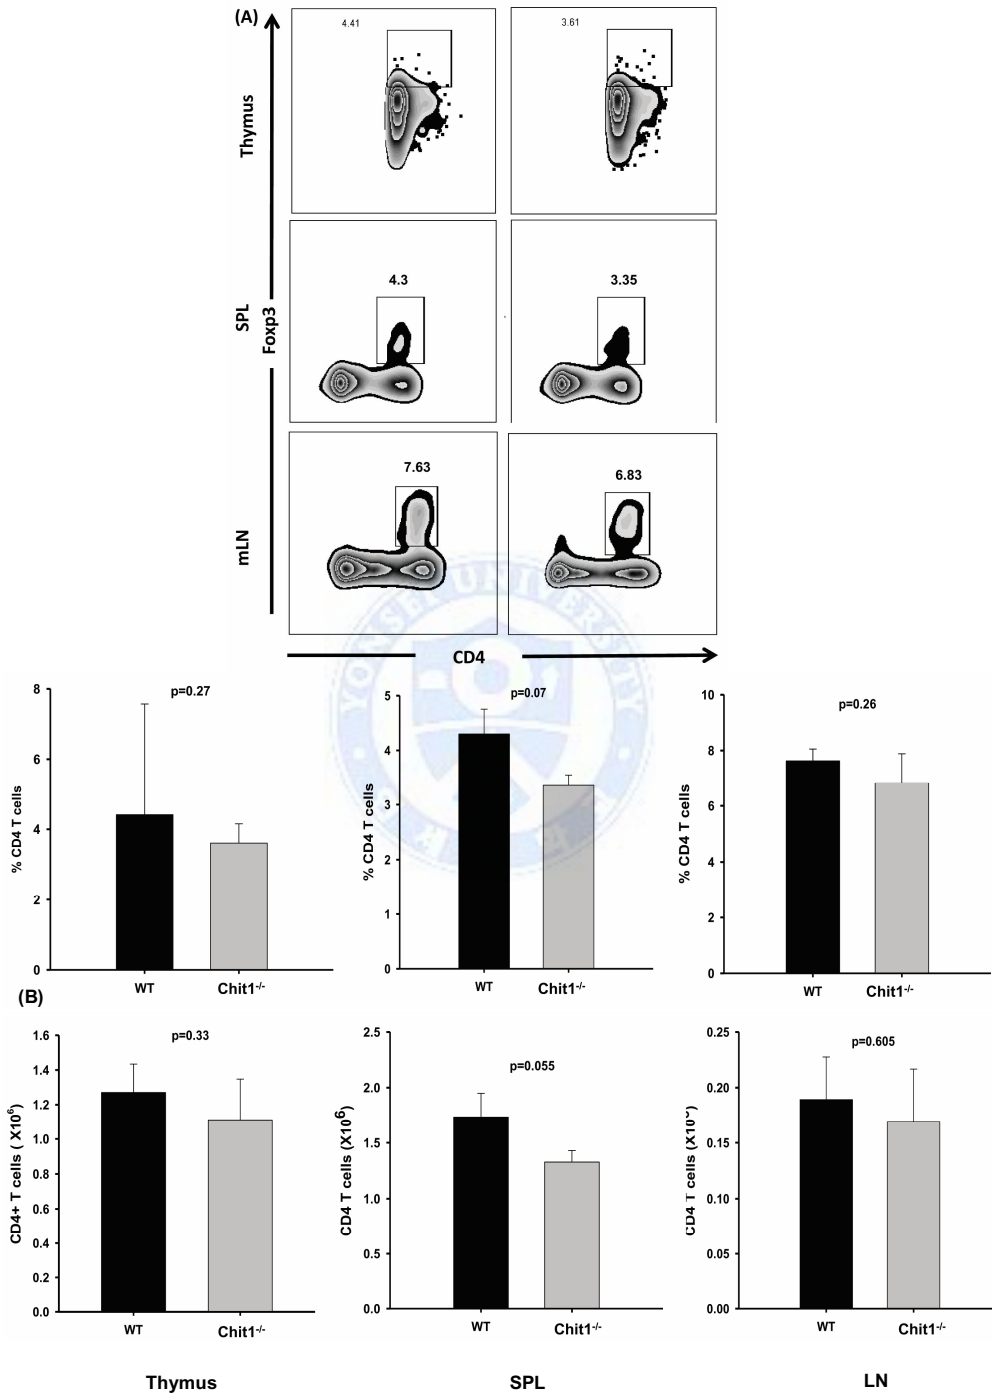 (A)
4.41
3.61
Thymus
4.3
3.35
SPL
Foxp3
7.63
6.83
mLN
YONSEI UNIVERSITY
CD4
p=0.27
8
6
4
2
0
% CD4 T cells
WT
Chit1-/-
p=0.07
5
4
3
2
1
0
% CD4 T cells
WT
Chit1-/-
p=0.26
10
8
6
4
2
0
% CD4 T cells
WT
Chit1-/-
(B)
p=0.33
1.6
1.4
1.2
1.0
0.8
0.6
0.4
0.2
0.0
CD4+ T cells ( X10⁶)
WT
Chit1-/-
p=0.055
2.5
2.0
1.5
1.0
0.5
0.0
CD4 T cells (X10⁶)
WT
Chit1-/-
p=0.605
0.25
0.20
0.15
0.10
0.05
0.00
CD4 T cells
WT
Chit1-/-
Thymus
SPL
LN